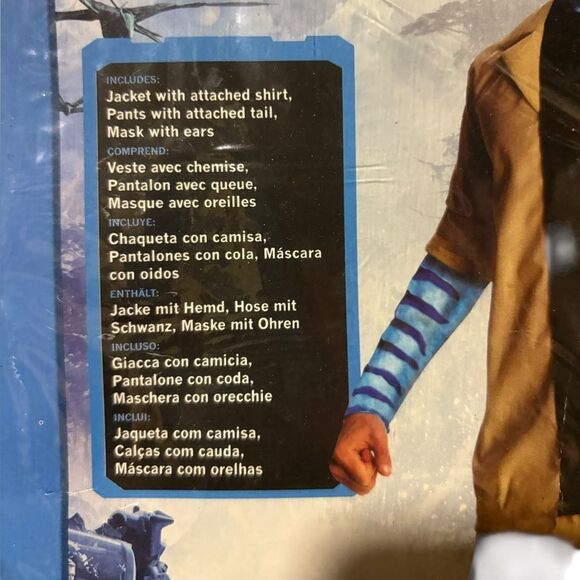 INCLUDES:
Jacket with attached shirt,
Pants with attached tail,
Mask with ears
COMPREND:
Veste avec chemise,
Pantalon avec queue,
Masque avec oreilles
INCLUYE:
Chaqueta con camisa,
Pantalones con cola, Máscara
con oidos
ENTHÄLT:
Jacke mit Hemd, Hose mit
Schwanz, Maske mit Ohren
INCLUSO:
Giacca con camicia,
Pantalone con coda,
Maschera con orecchie
INCLUI:
Jaqueta com camisa,
Calças com cauda,
Máscara com orelhas